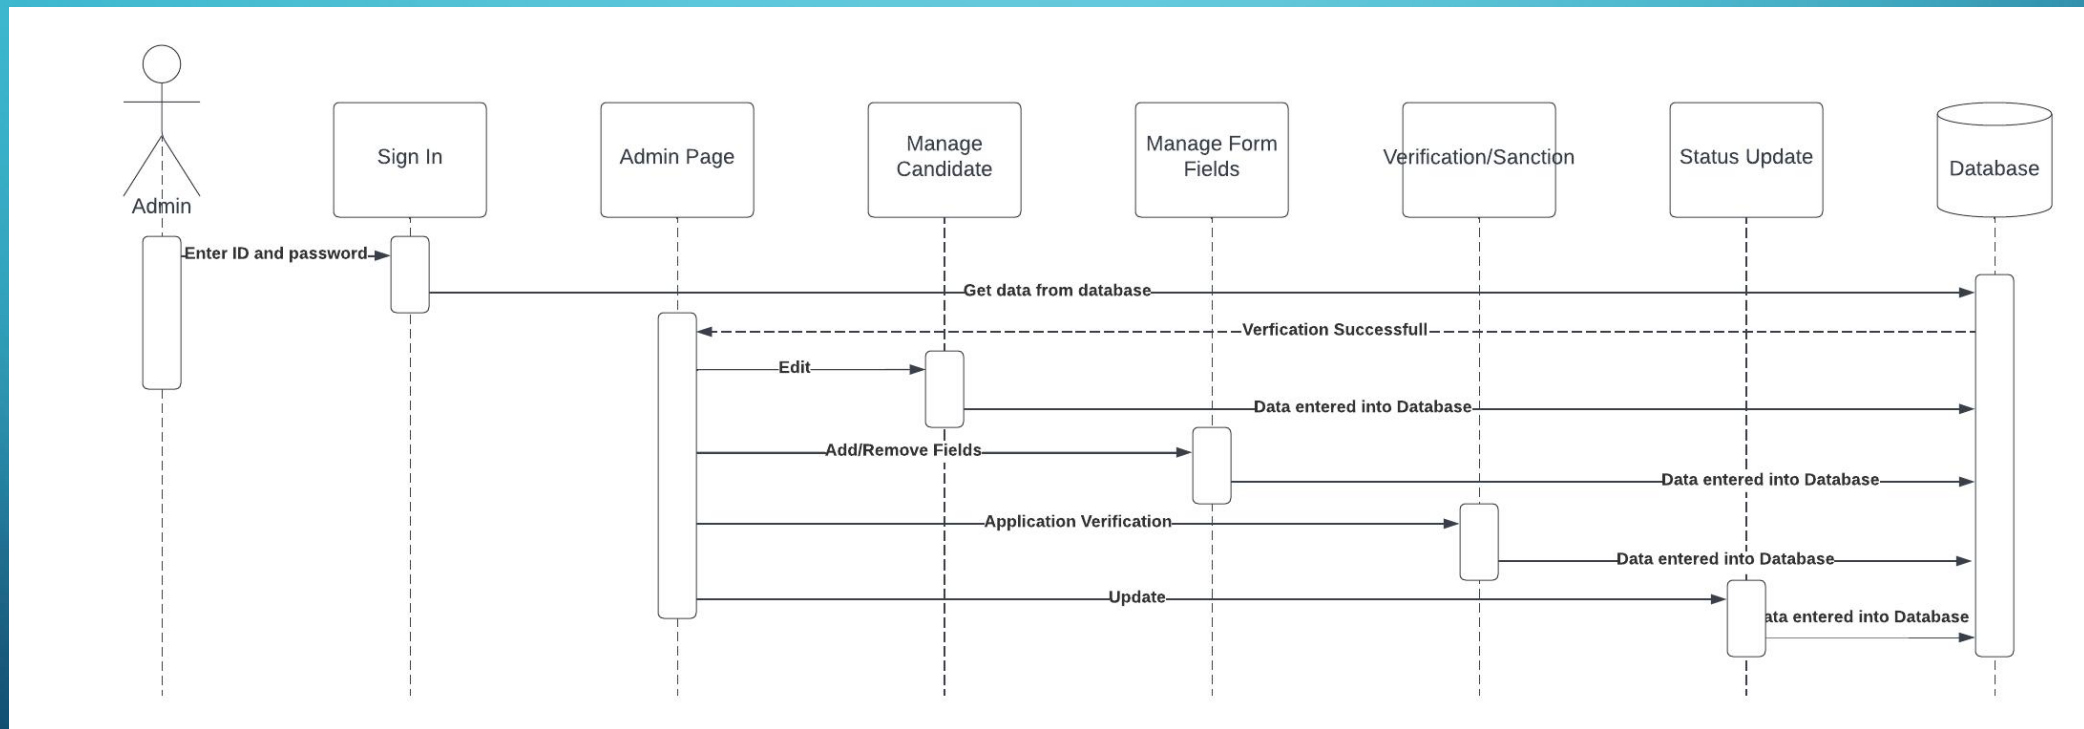 Admin
Sign In
Admin Page
Manage
Candidate
Manage Form
Fields
Verification/Sanction
Status Update
Database
Enter ID and password
Get data from database
Verfication Successfull
Edit
Data entered into Database
Add/Remove Fields
Data entered into Database
Application Verification
Data entered into Database
Update
ata entered into Database